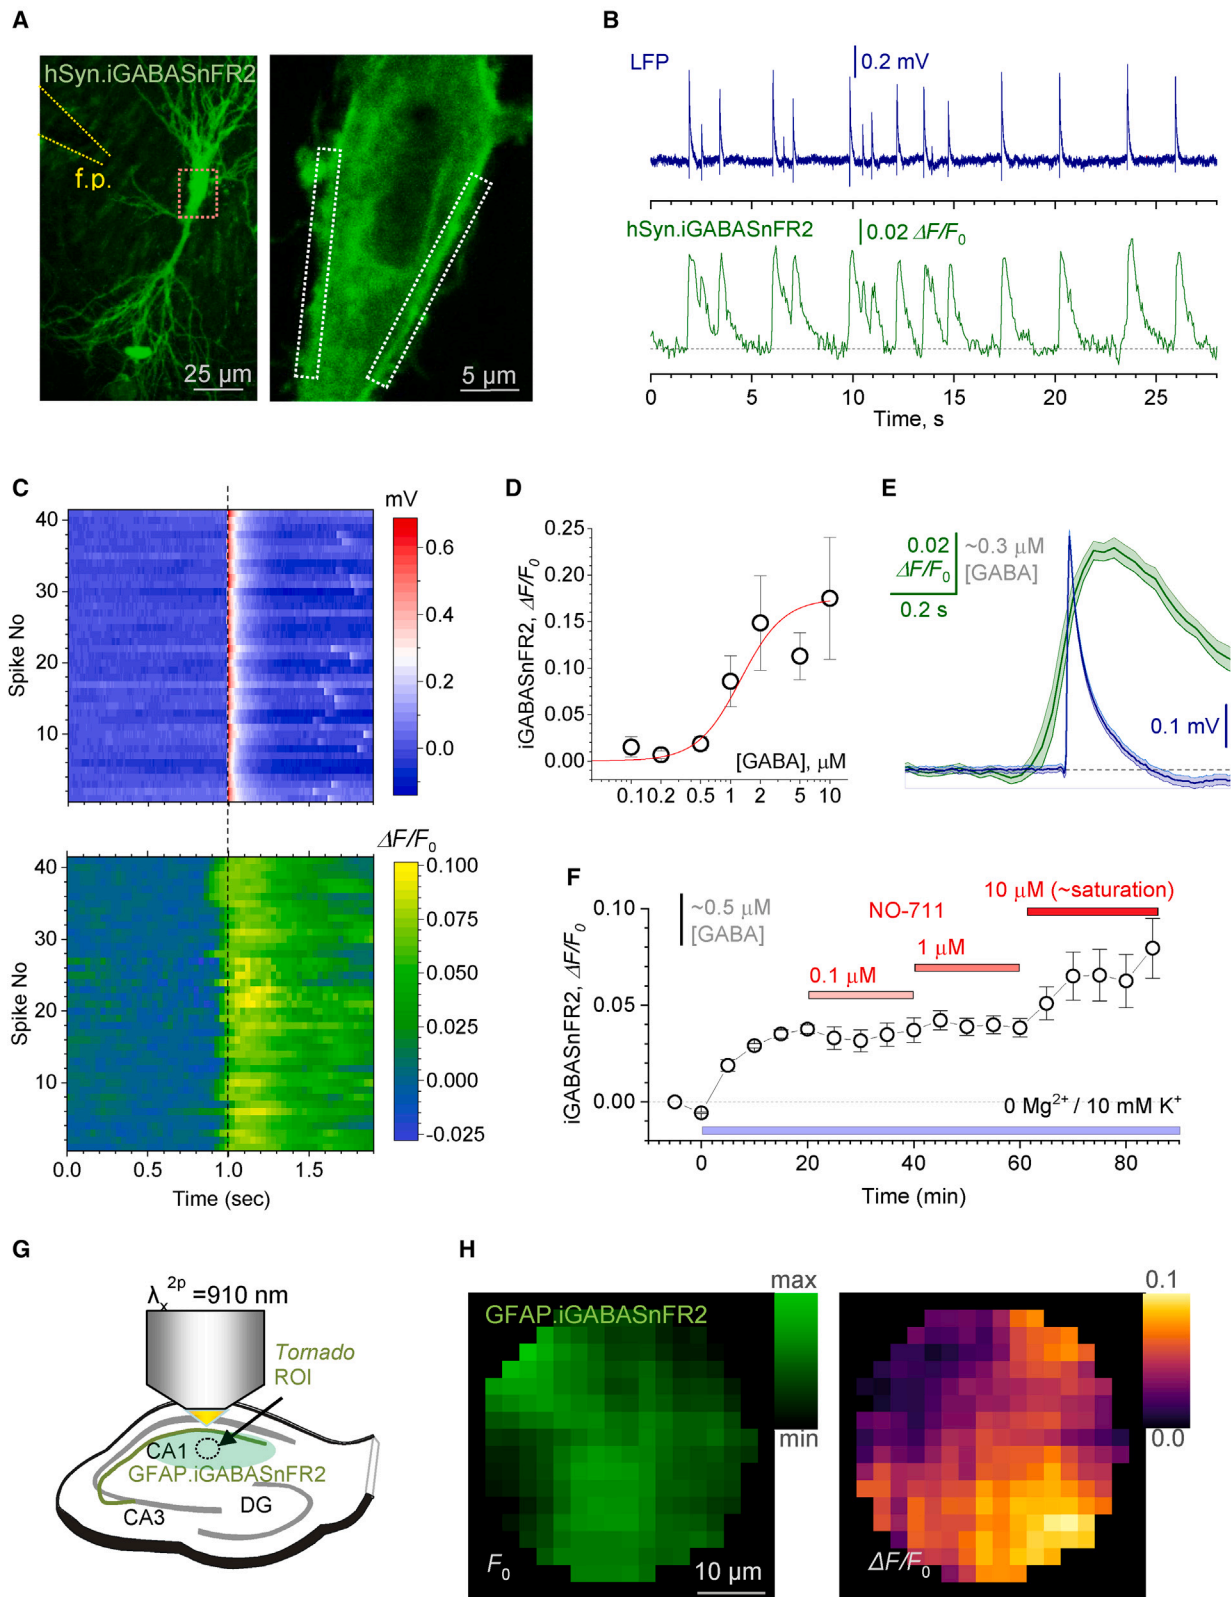 A
hSyn.iGABASnFR2
f.p.
25 μm
5 μm
B
LFP
0.2 mV
hSyn.iGABASnFR2
0.02 ΔF/F0
0 5 10 15 20 25
Time, s
C
mV
Spike No
40
30
20
10
0.6
0.4
0.2
0.0
ΔF/F0
Spike No
40
30
20
10
0.100
0.075
0.050
0.025
0.000
-0.025
0.0 0.5 1.0 1.5
Time (sec)
D
iGABASnFR2, ΔF/F0
0.25
0.20
0.15
0.10
0.05
0.00
[GABA], μM
0.10.2 0.5 1 2 5 10
E
0.02
ΔF/F0
0.2 s
~0.3 μM
[GABA]
0.1 mV
F
iGABASnFR2, ΔF/F0
0.10
0.05
0.00
~0.5 μM
[GABA]
NO-711
10 μM (~saturation)
1 μM
0.1 μM
0 Mg2+ / 10 mM K+
0 20 40 60 80
Time (min)
G
λx2p =910 nm
Tornado
ROI
CA1
GFAP.iGABASnFR2
CA3
DG
H
GFAP.iGABASnFR2
max
min
F0
10 μm
0.1
0.0
ΔF/F0